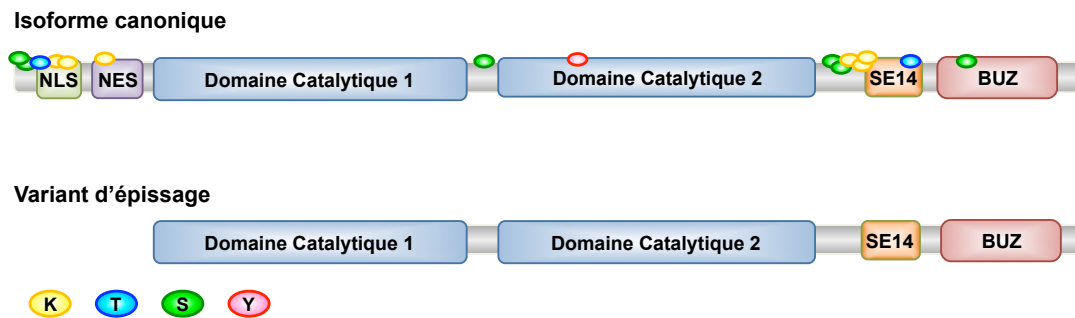 Isoforme canonique
NLS NES Domaine Catalytique 1 Domaine Catalytique 2 SE14 BUZ
Variant d'épissage
Domaine Catalytique 1 Domaine Catalytique 2 SE14 BUZ
K T S Y